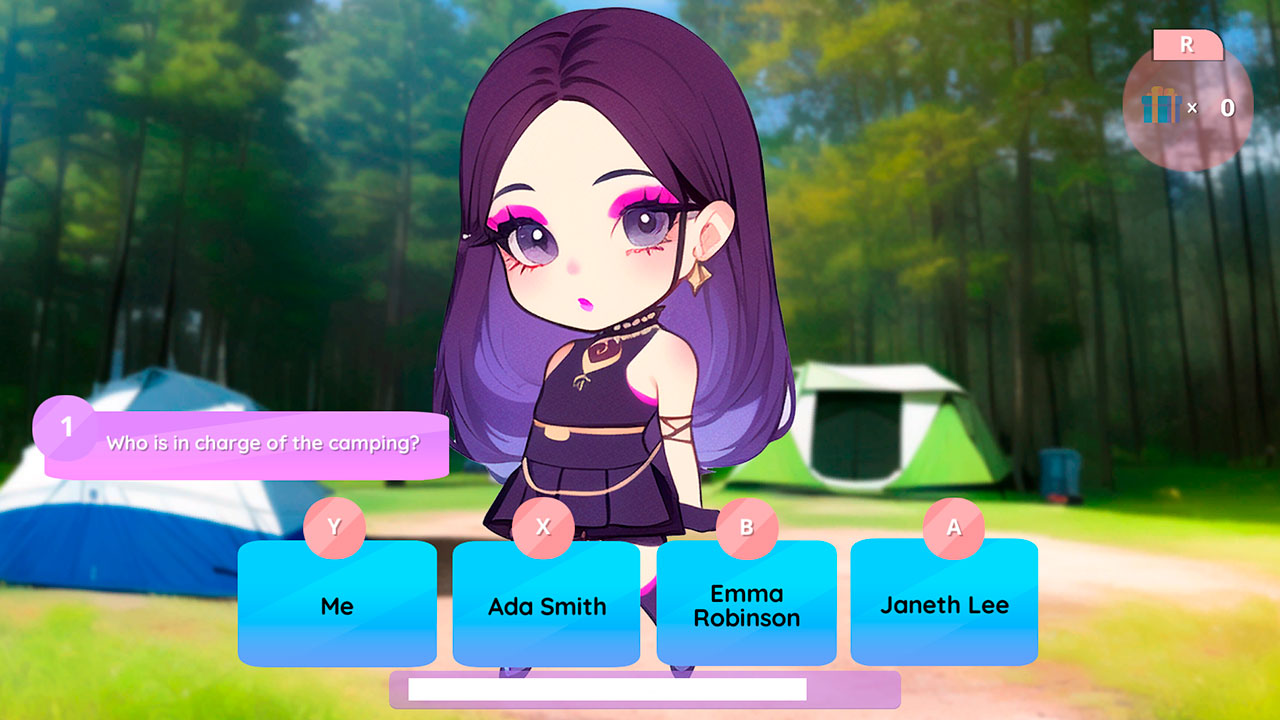 R
× 0
1
Who is in charge of the camping?
Y
X
B
A
Me
Ada Smith
Emma
Robinson
Janeth Lee